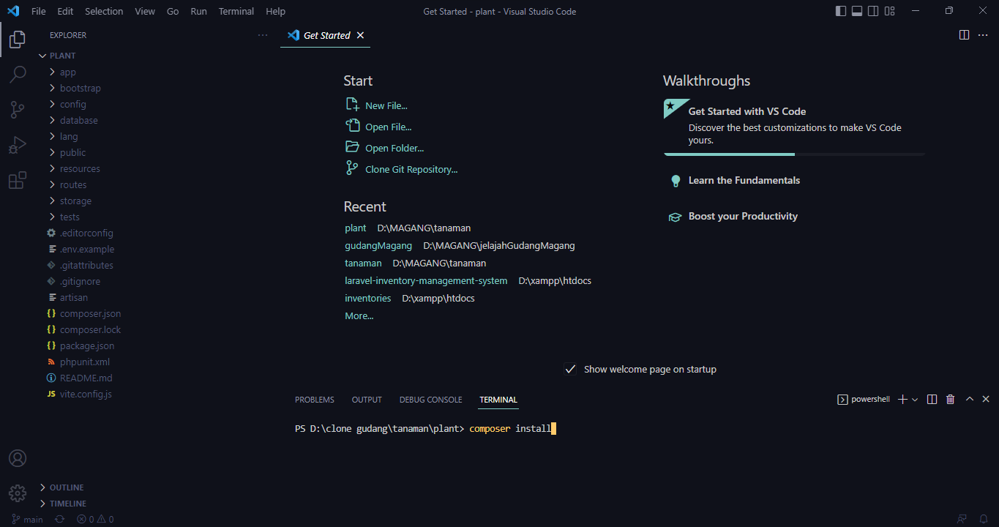 File Edit Selection View Go Run Terminal Help
Get Started - plant - Visual Studio Code
EXPLORER
PLANT
app
bootstrap
config
database
lang
public
resources
routes
storage
tests
.editorconfig
.env.example
.gitattributes
.gitignore
artisan
composer.json
composer.lock
package.json
phpunit.xml
README.md
JS vite.config.js
OUTLINE
TIMELINE
Get Started
Start
New File...
Open File...
Open Folder...
Clone Git Repository...
Recent
plant D:\MAGANG\tanaman
gudangMagang D:\MAGANG\jelajahGudangMagang
tanaman D:\MAGANG\tanaman
laravel-inventory-management-system D:\xampp\htdocs
inventories D:\xampp\htdocs
More...
Walkthroughs
Get Started with VS Code
Discover the best customizations to make VS Code
yours.
Learn the Fundamentals
Boost your Productivity
Show welcome page on startup
PROBLEMS OUTPUT DEBUG CONSOLE TERMINAL
powershell
PS D:\clone gudang\tanaman\plant> composer install
main 0 0